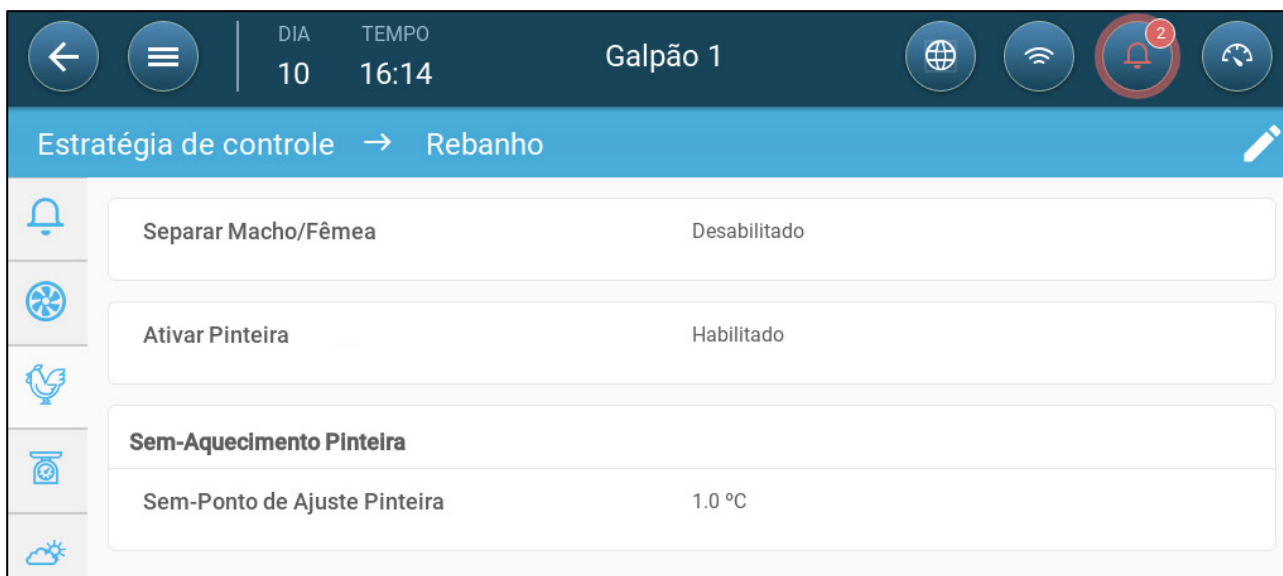 DIA TEMPO
10 16:14 Galpão 1 2
Estratégia de controle → Rebanho
Separar Macho/Fêmea Desabilitado
Ativar Pinteira Habilitado
Sem-Aquecimento Pinteira
Sem-Ponto de Ajuste Pinteira 1.0 ºC